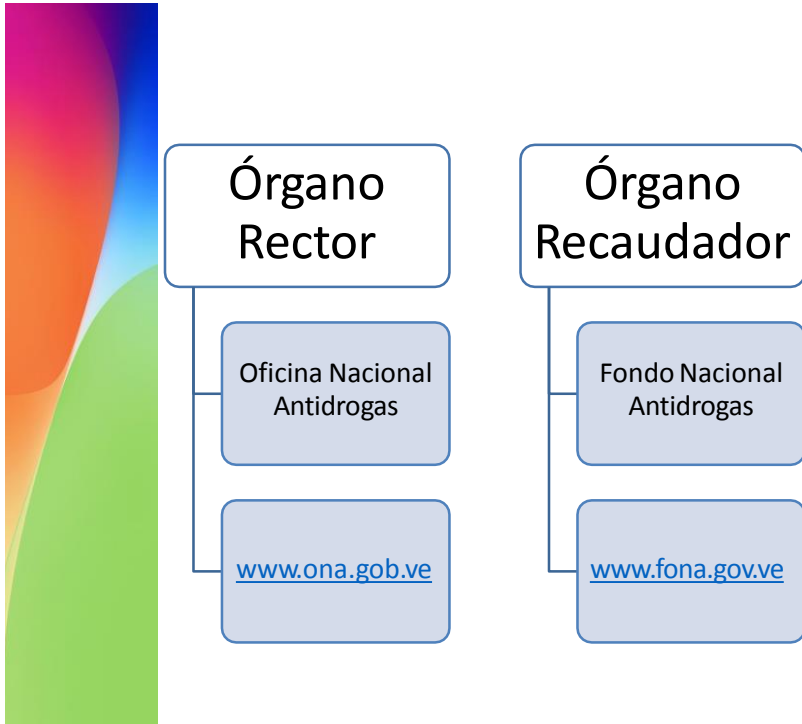 Órgano
Rector
Oficina Nacional
Antidrogas
www.ona.gob.ve
Órgano
Recaudador
Fondo Nacional
Antidrogas
www.fona.gov.ve